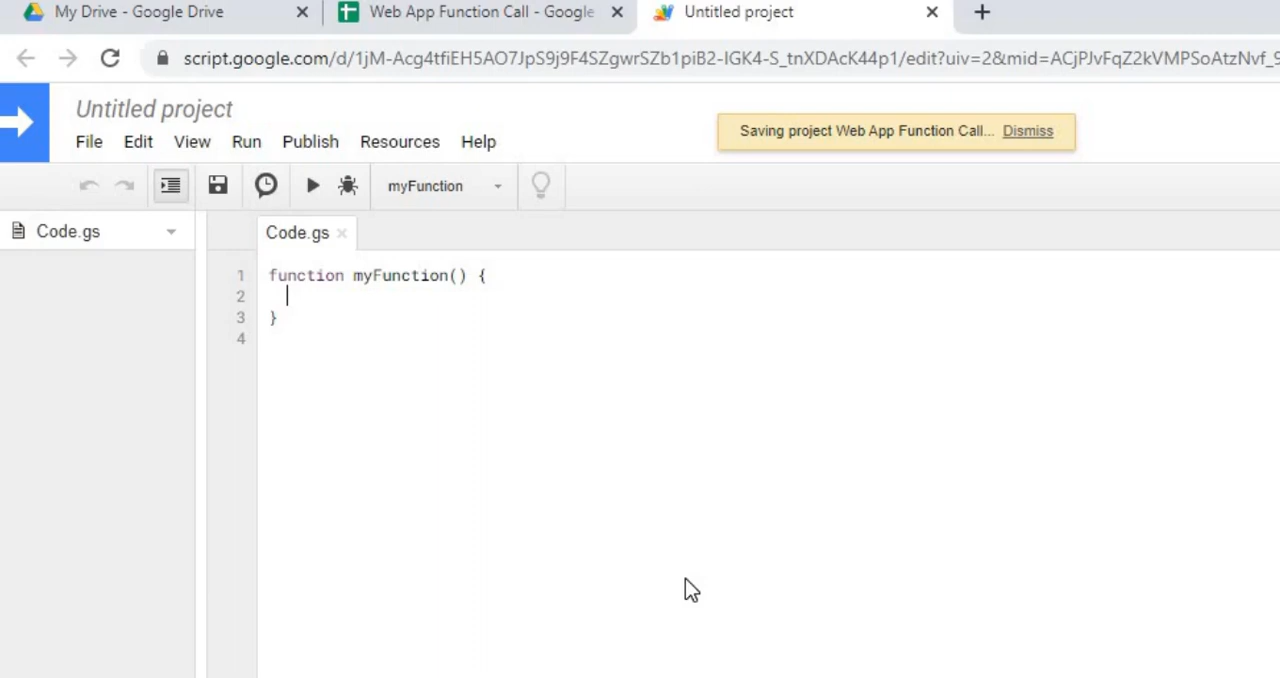 My Drive - Google Drive
Web App Function Call - Google
Untitled project
script.google.com/d/1jM-Acg4tfiEH5AO7JpS9j9F4SZgwrSZb1piB2-IGK4-S_tnXDAcK44p1/edit?uiv=2&mid=ACjPJvFqZ2kVMPSoAtzNvf_9
Untitled project
Saving project Web App Function Call... Dismiss
File Edit View Run Publish Resources Help
myFunction
Code.gs
Code.gs
1 function myFunction() {
2
3 }
4